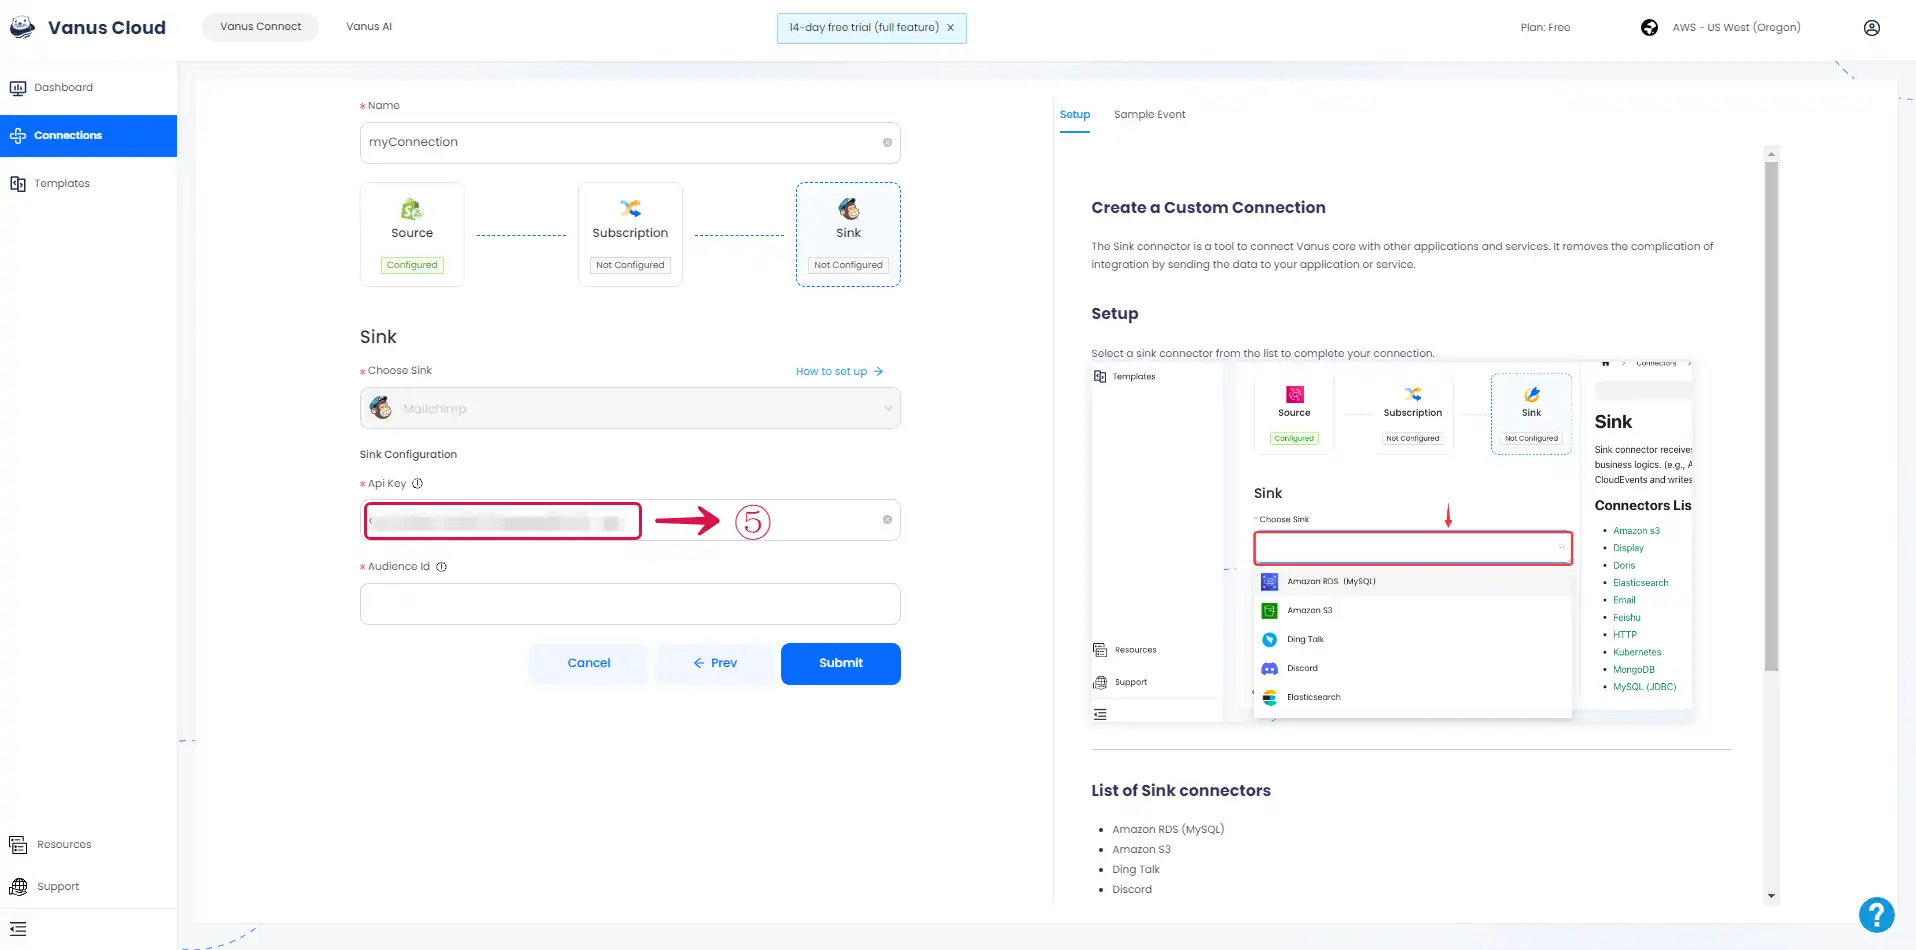 Vanus Cloud
Vanus Connect
Vanus AI
14-day free trial (full feature) ×
Plan: Free
AWS - US West (Oregon)
Dashboard
Connections
Templates
Resources
Support
* Name
myConnection
Source
Configured
Subscription
Not Configured
Sink
Not Configured
Sink
* Choose Sink
How to set up →
Mailchimp
Sink Configuration
* Api Key
⑤
* Audience Id
Cancel
← Prev
Submit
Setup
Sample Event
Create a Custom Connection
The Sink connector is a tool to connect Vanus core with other applications and services. It removes the complication of
integration by sending the data to your application or service.
Setup
Select a sink connector from the list to complete your connection.
Templates
Source
Configured
Subscription
Not Configured
Sink
Not Configured
Sink
* Choose Sink
Amazon RDS (MySQL)
Amazon S3
Ding Talk
Discord
Elasticsearch
Resources
Support
Connectors
Sink
Sink connector receives
business logics. (e.g., A
CloudEvents and writes
Connectors Lis
• Amazon s3
• Display
• Doris
• Elasticsearch
• Email
• Feishu
• HTTP
• Kubernetes
• MongoDB
• MySQL (JDBC)
List of Sink connectors
• Amazon RDS (MySQL)
• Amazon S3
• Ding Talk
• Discord
?